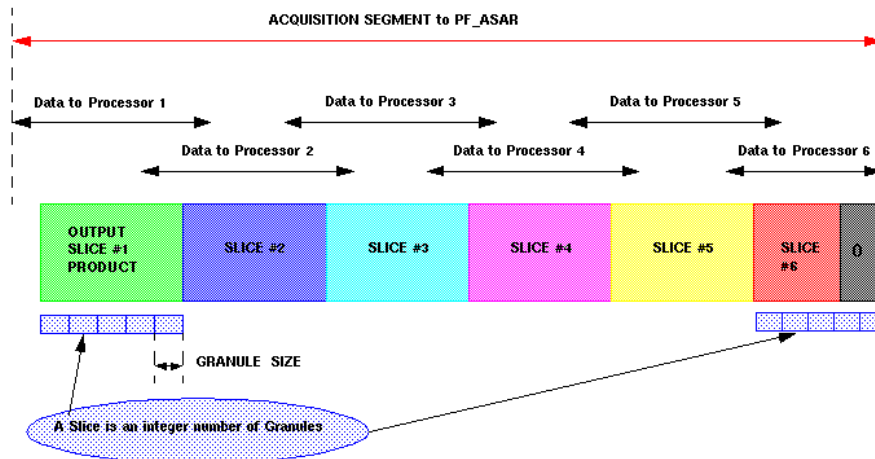 ACQUISITION SEGMENT to PF_ASAR
Data to Processor 1
Data to Processor 3
Data to Processor 5
Data to Processor 2
Data to Processor 4
Data to Processor 6
OUTPUT
SLICE #1
PRODUCT
SLICE #2
SLICE #3
SLICE #4
SLICE #5
SLICE
#6
0
GRANULE SIZE
A Slice is an integer number of Granules